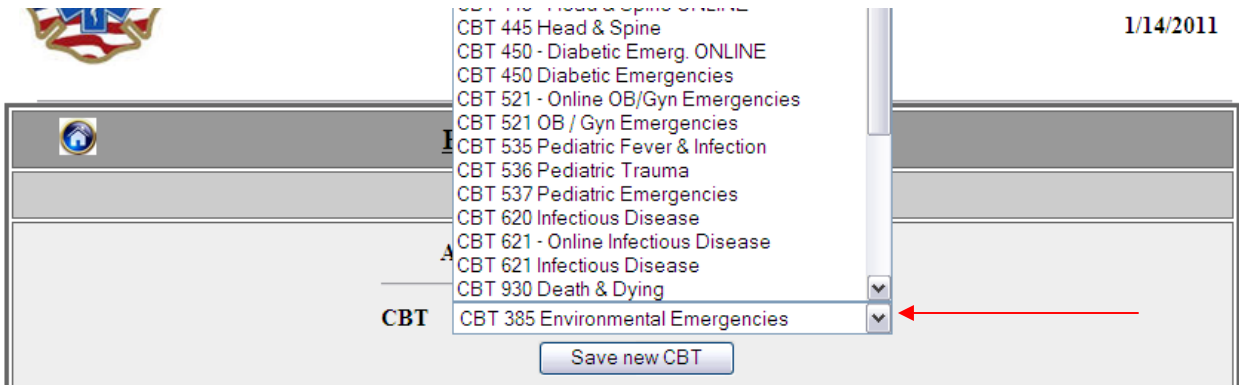 CBT 445 Head & Spine
1/14/2011
CBT 450 - Diabetic Emerg. ONLINE
CBT 450 Diabetic Emergencies
CBT 521 - Online OB/Gyn Emergencies
CBT 521 OB / Gyn Emergencies
CBT 535 Pediatric Fever & Infection
CBT 536 Pediatric Trauma
CBT 537 Pediatric Emergencies
CBT 620 Infectious Disease
CBT 621 - Online Infectious Disease
CBT 621 Infectious Disease
CBT 930 Death & Dying
CBT CBT 385 Environmental Emergencies
Save new CBT